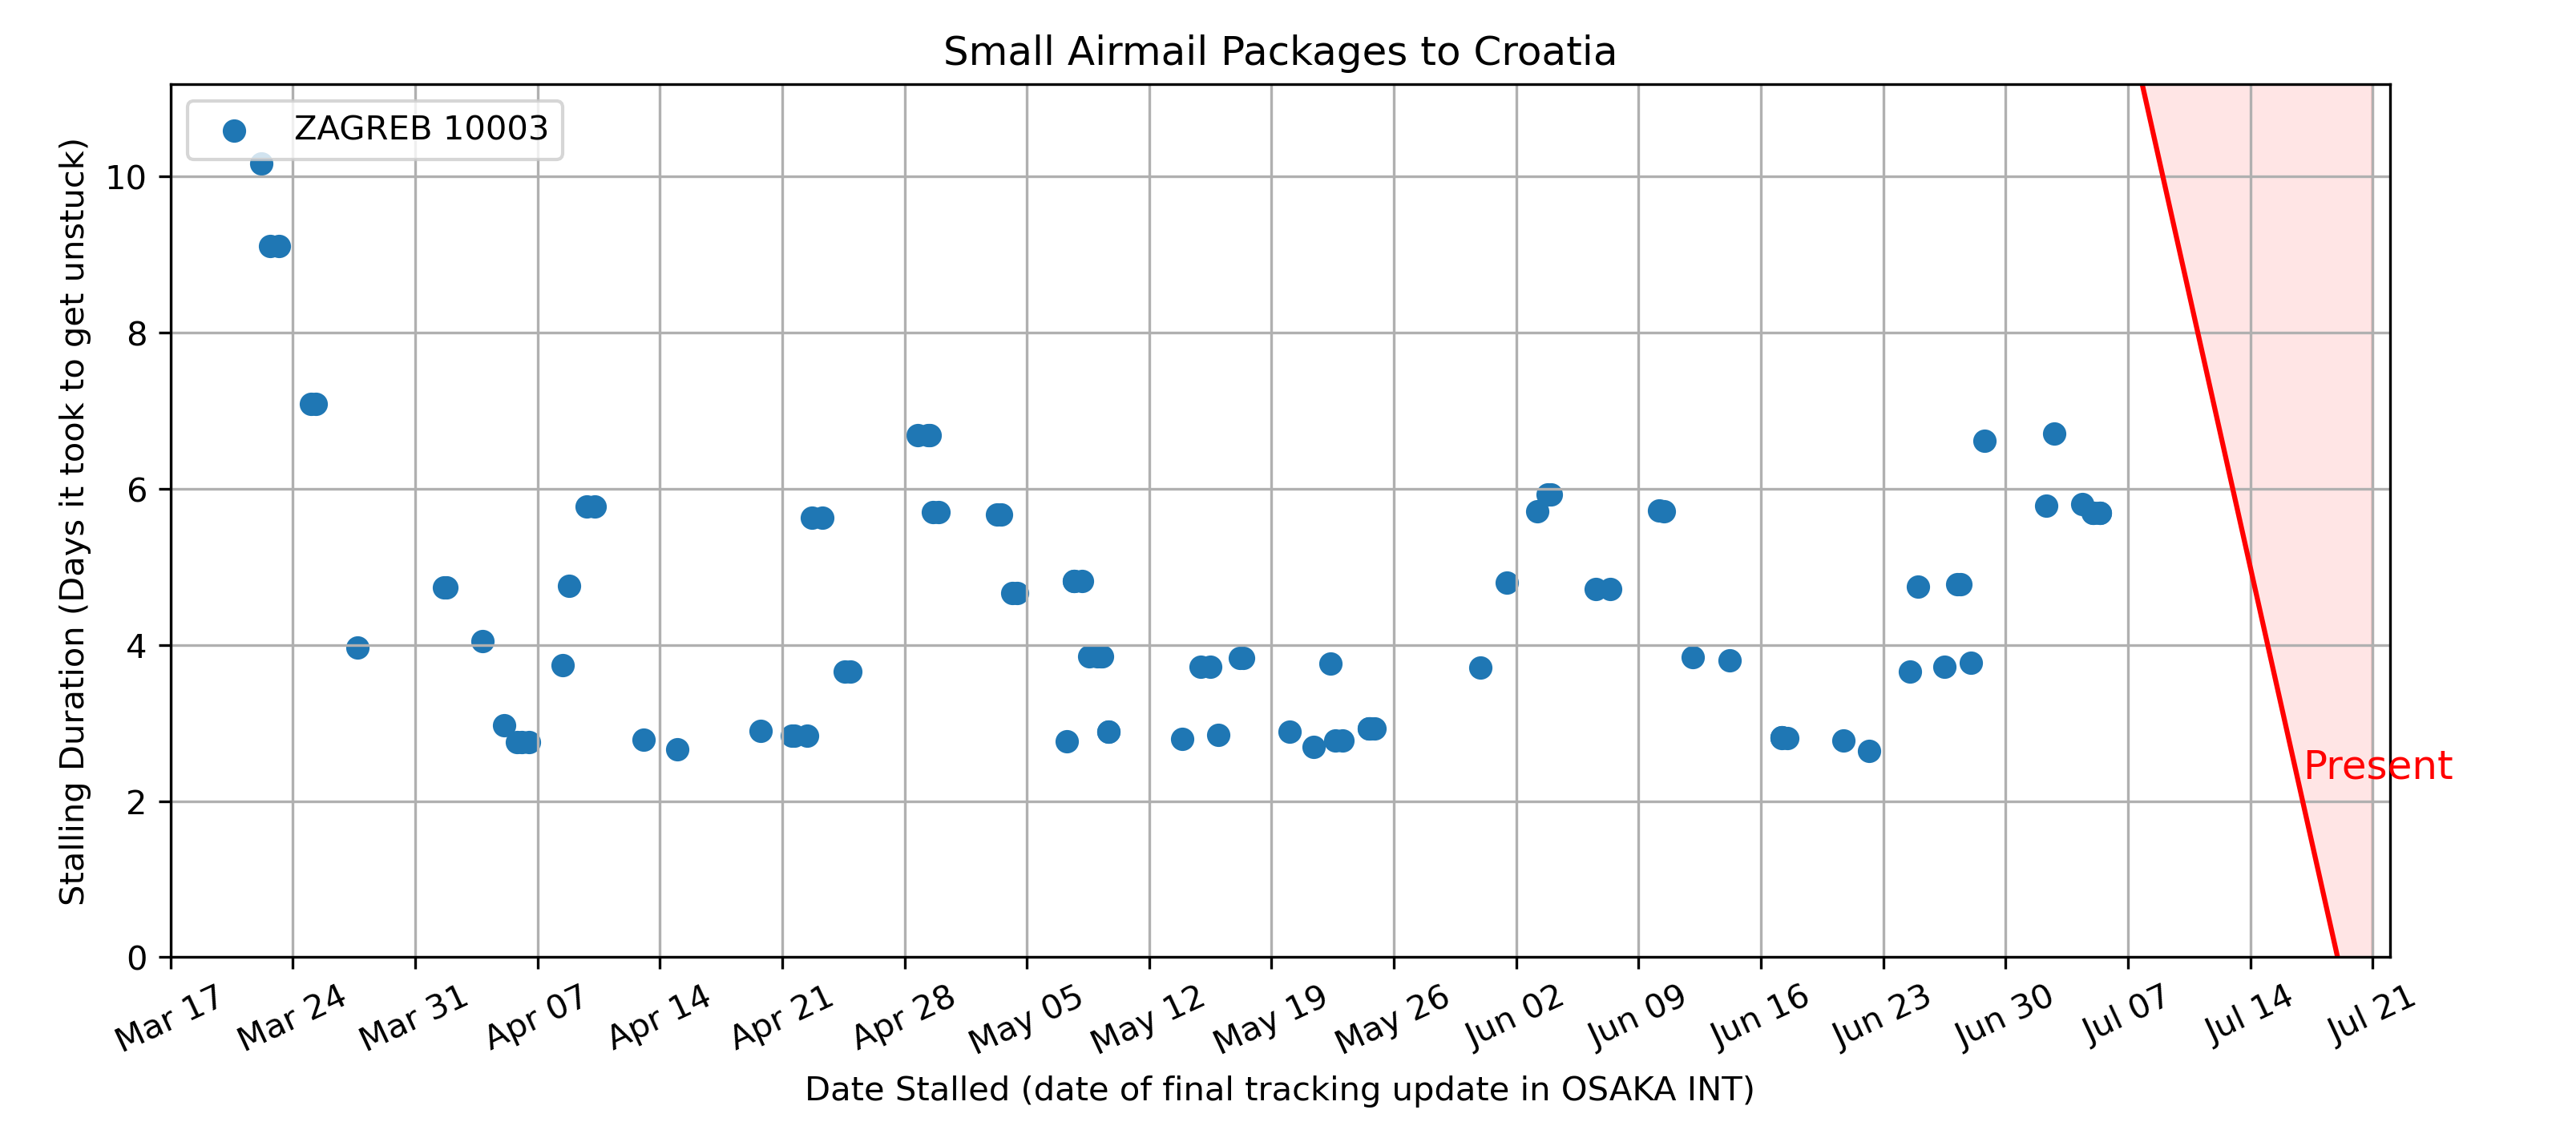 Small Airmail Packages to Croatia
ZAGREB 10003
Stalling Duration (Days it took to get unstuck)
10
8
6
4
2
0
Present
Mar 17 Mar 24 Mar 31 Apr 07 Apr 14 Apr 21 Apr 28 May 05 May 12 May 19 May 26 Jun 02 Jun 09 Jun 16 Jun 23 Jun 30 Jul 07 Jul 14 Jul 21
Date Stalled (date of final tracking update in OSAKA INT)